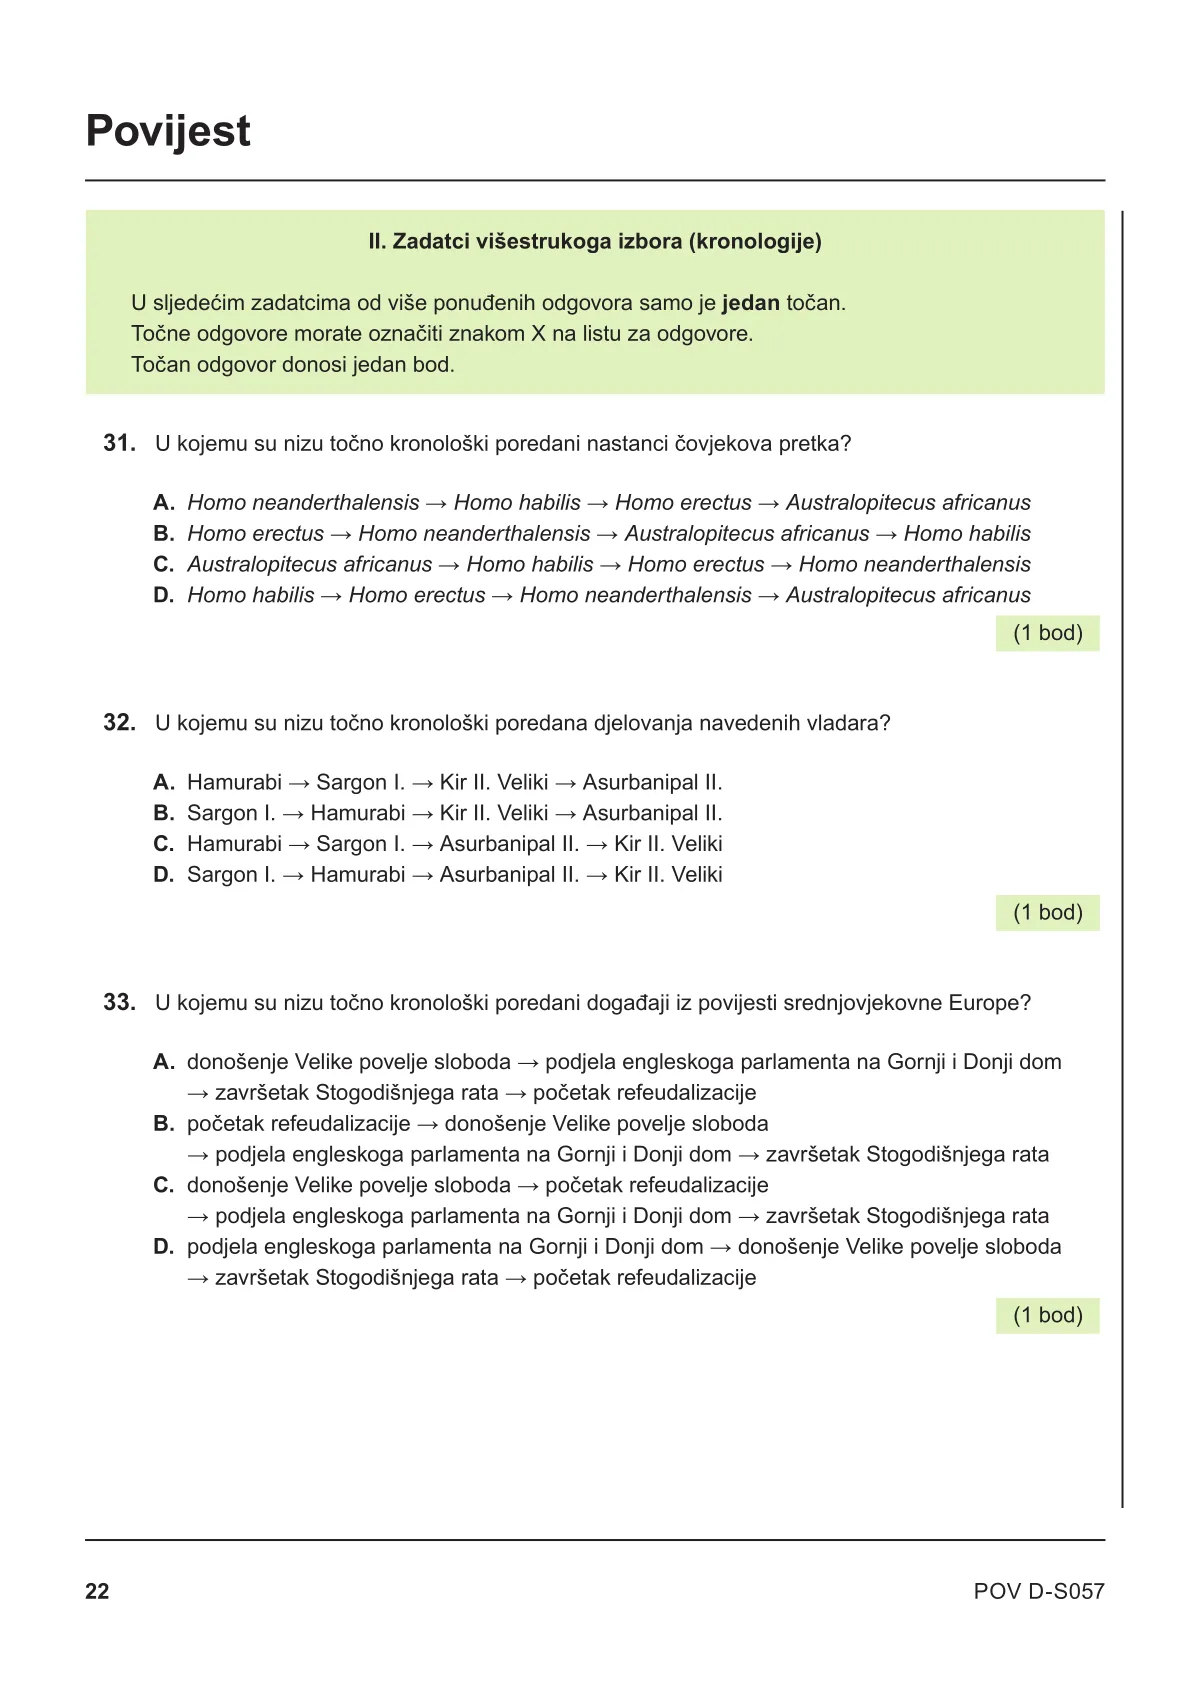 Povijest
II. Zadatci višestrukoga izbora (kronologije)
U sljedećim zadatcima od više ponuđenih odgovora samo je jedan točan.
Točne odgovore morate označiti znakom X na listu za odgovore.
Točan odgovor donosi jedan bod.
31. U kojemu su nizu točno kronološki poredani nastanci čovjekova pretka?
A. Homo neanderthalensis → Homo habilis → Homo erectus → Australopitecus africanus
B. Homo erectus → Homo neanderthalensis → Australopitecus africanus → Homo habilis
C. Australopitecus africanus → Homo habilis → Homo erectus → Homo neanderthalensis
D. Homo habilis → Homo erectus → Homo neanderthalensis → Australopitecus africanus
(1 bod)
32. U kojemu su nizu točno kronološki poredana djelovanja navedenih vladara?
A. Hamurabi → Sargon I. → Kir II. Veliki → Asurbanipal II.
B. Sargon I. → Hamurabi → Kir II. Veliki → Asurbanipal II.
C. Hamurabi → Sargon I. → Asurbanipal II. → Kir II. Veliki
D. Sargon I. → Hamurabi → Asurbanipal II. → Kir II. Veliki
(1 bod)
33. U kojemu su nizu točno kronološki poredani događaji iz povijesti srednjovjekovne Europe?
A. donošenje Velike povelje sloboda → podjela engleskoga parlamenta na Gornji i Donji dom
→ završetak Stogodišnjega rata → početak refeudalizacije
B. početak refeudalizacije → donošenje Velike povelje sloboda
→ podjela engleskoga parlamenta na Gornji i Donji dom → završetak Stogodišnjega rata
C. donošenje Velike povelje sloboda → početak refeudalizacije
→ podjela engleskoga parlamenta na Gornji i Donji dom → završetak Stogodišnjega rata
D. podjela engleskoga parlamenta na Gornji i Donji dom → donošenje Velike povelje sloboda
→ završetak Stogodišnjega rata → početak refeudalizacije
(1 bod)
22
POV D-S057